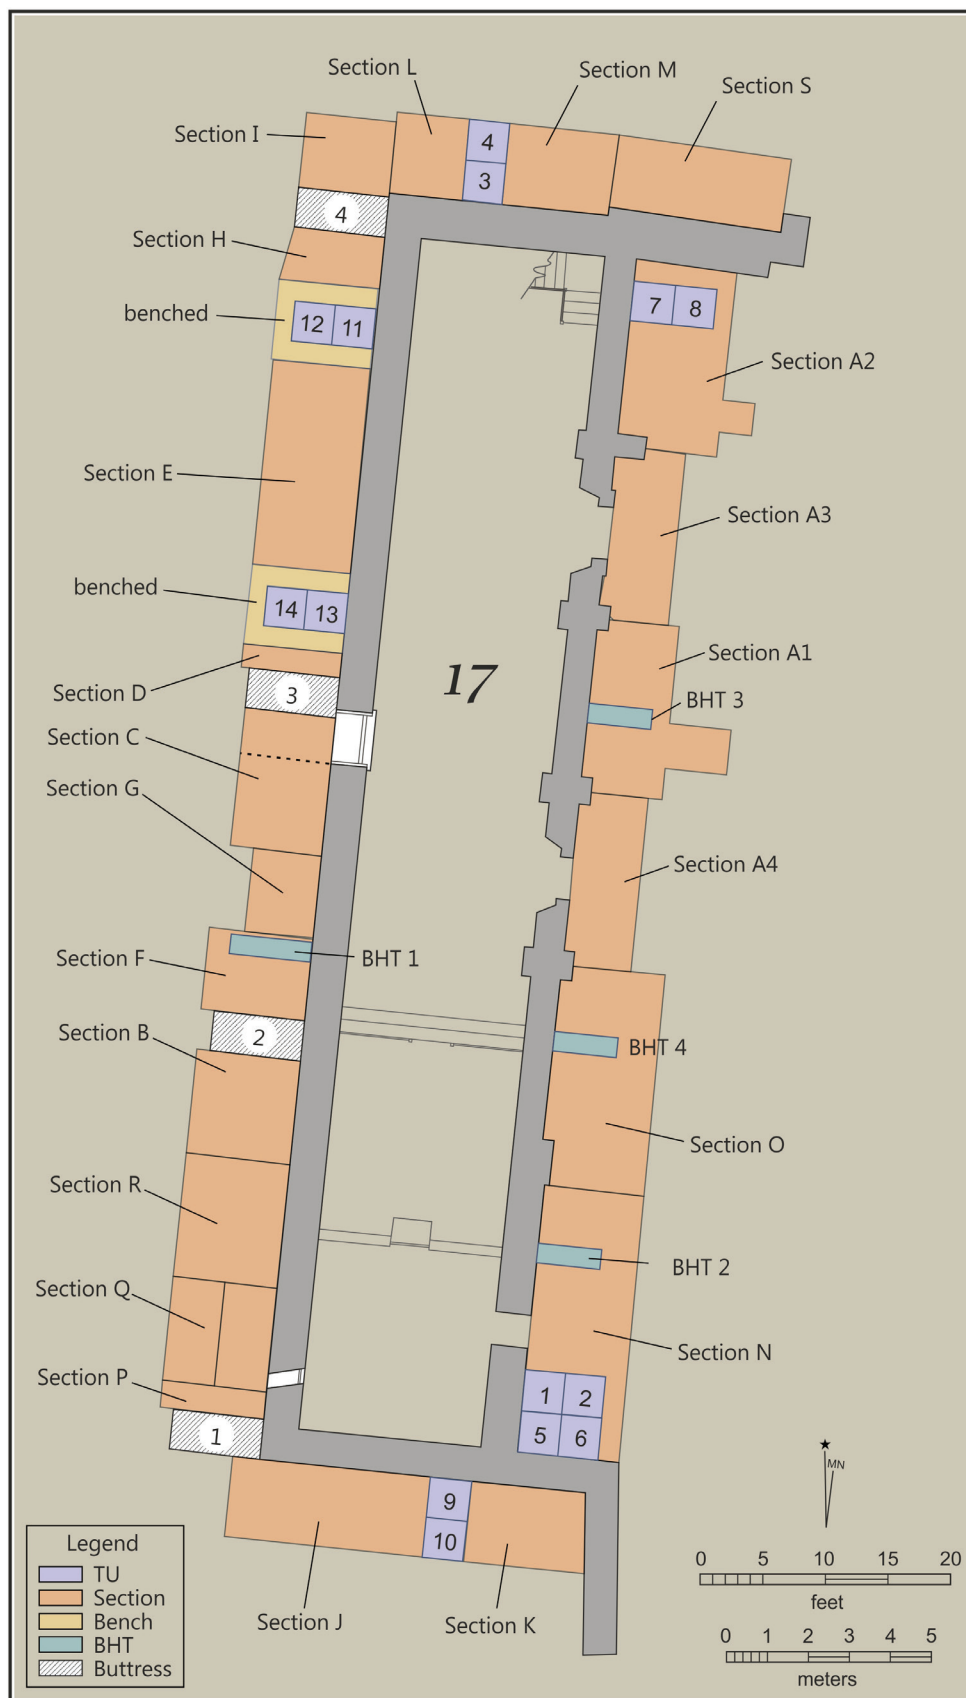 Section L
Section M
Section S
Section I
4
3
4
Section H
benched
12
11
7
8
Section A2
Section E
Section A3
benched
14
13
Section A1
17
Section D
3
BHT 3
Section C
Section G
Section A4
Section F
BHT 1
Section B
2
BHT 4
Section O
Section R
BHT 2
Section Q
Section N
Section P
1
2
5
6
1
MN
9
10
Legend
TU
Section
Bench
BHT
Buttress
Section J
Section K
0 5 10 15 20
feet
0 1 2 3 4 5
meters